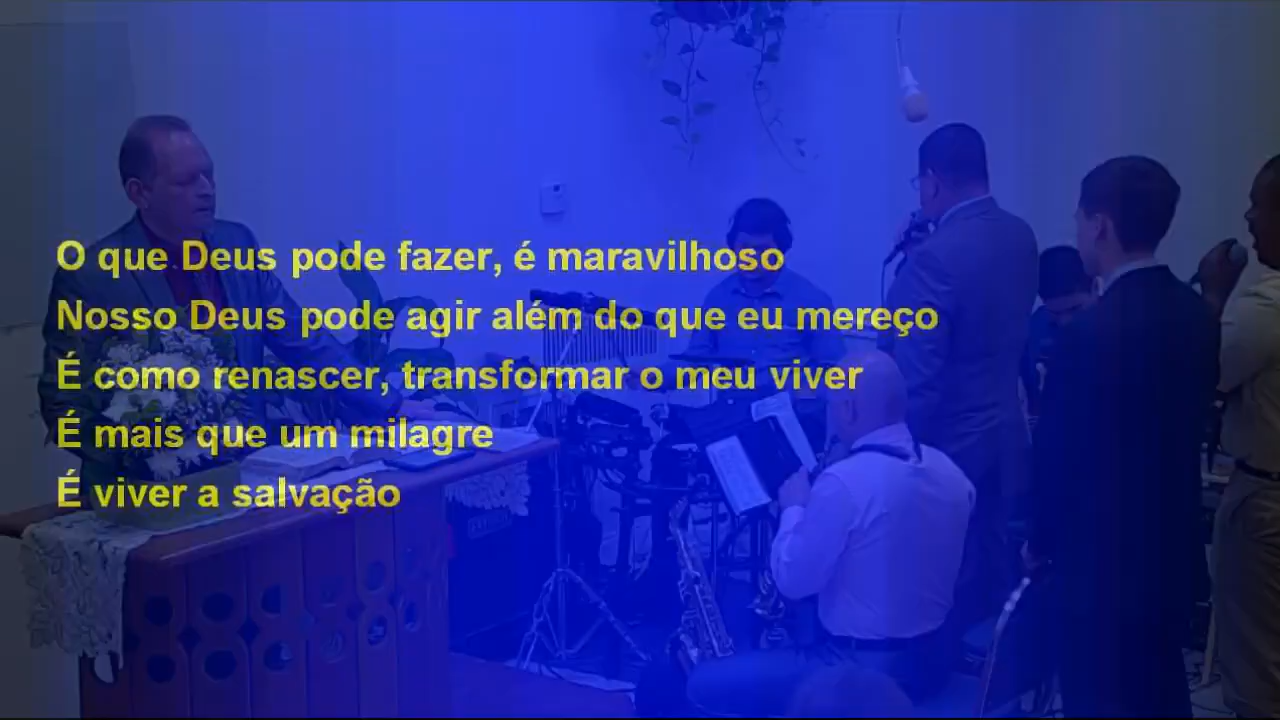 O que Deus pode fazer, é maravilhoso
Nosso Deus pode agir além do que eu mereço
É como renascer, transformar o meu viver
É mais que um milagre
É viver a salvação